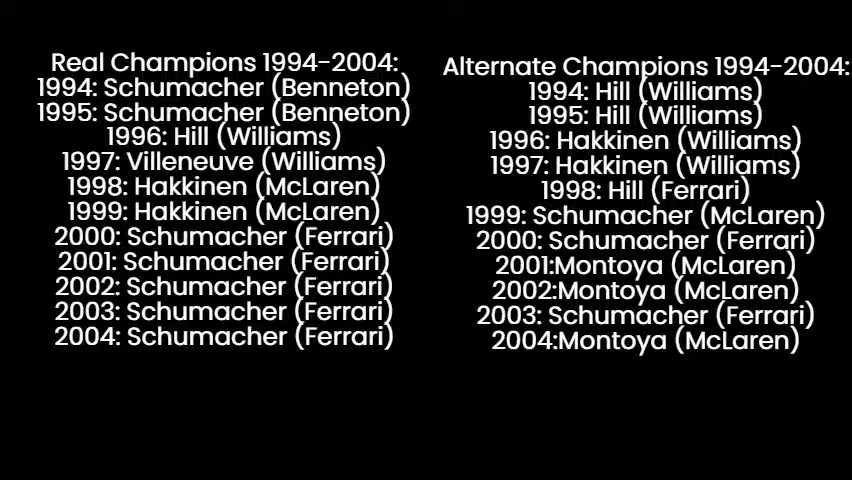 Real Champions 1994-2004:
1994: Schumacher (Benneton)
1995: Schumacher (Benneton)
1996: Hill (Williams)
1997: Villeneuve (Williams)
1998: Hakkinen (McLaren)
1999: Hakkinen (McLaren)
2000: Schumacher (Ferrari)
2001: Schumacher (Ferrari)
2002: Schumacher (Ferrari)
2003: Schumacher (Ferrari)
2004: Schumacher (Ferrari)
Alternate Champions 1994-2004:
1994: Hill (Williams)
1995: Hill (Williams)
1996: Hakkinen (Williams)
1997: Hakkinen (Williams)
1998: Hill (Ferrari)
1999: Schumacher (McLaren)
2000: Schumacher (Ferrari)
2001:Montoya (McLaren)
2002:Montoya (McLaren)
2003: Schumacher (Ferrari)
2004:Montoya (McLaren)